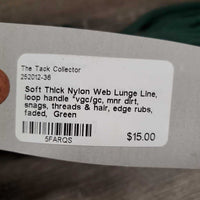 The Tack Collector
252012-36
Soft Thick Nylon Web Lunge Line,
loop handle *vgc/gc, mnr dirt,
snags, threads & hair, edge rubs,
faded, Green
$15.00
5FARQS